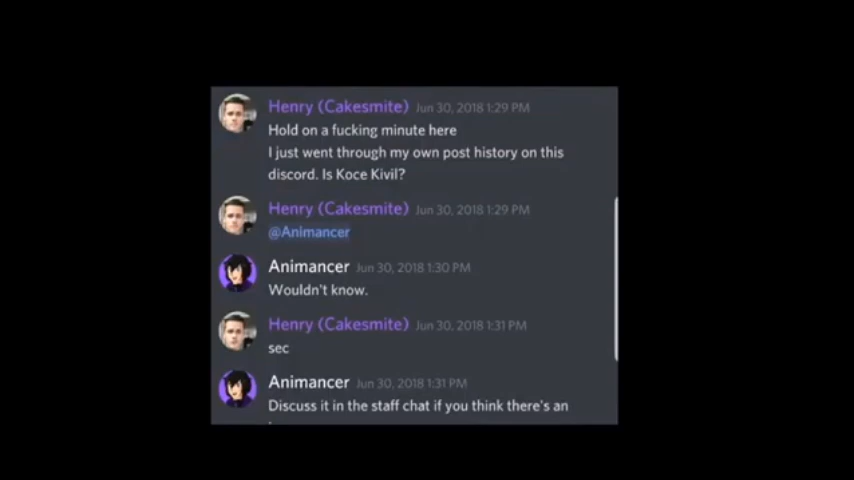 Henry (Cakesmite) Jun 30, 2018 1:29 PM
Hold on a fucking minute here
I just went through my own post history on this
discord. Is Koce Kivil?
Henry (Cakesmite) Jun 30, 2018 1:29 PM
@Animancer
Animancer Jun 30, 2018 1:30 PM
Wouldn't know.
Henry (Cakesmite) Jun 30, 2018 1:31 PM
sec
Animancer Jun 30, 2018 1:31 PM
Discuss it in the staff chat if you think there's an